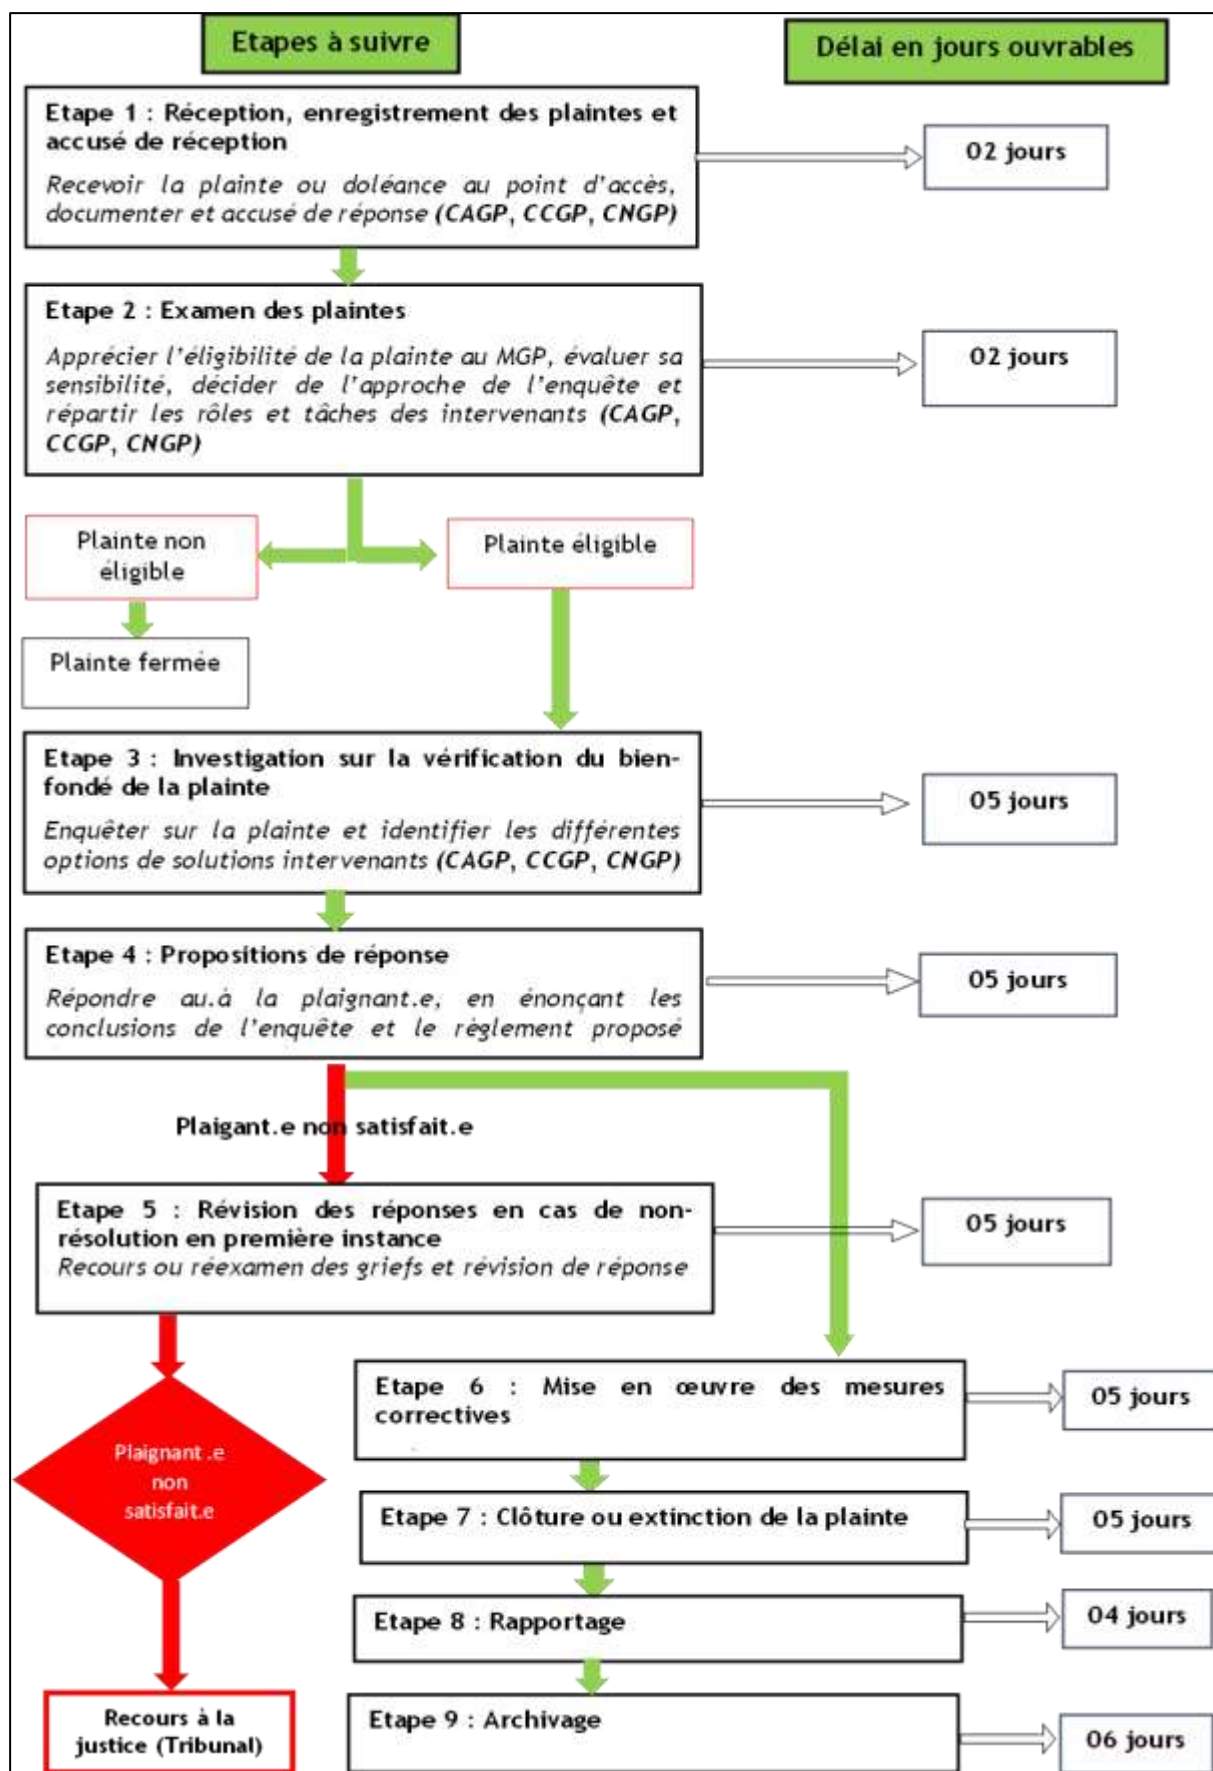 Etapes à suivre
Délai en jours ouvrables
Etape 1 : Réception, enregistrement des plaintes et
accusé de réception
Recevoir la plainte ou doléance au point d'accès,
documenter et accusé de réponse (CAGP, CCGP, CNGP)
02 jours
Etape 2 : Examen des plaintes
Apprécier l'éligibilité de la plainte au MGP, évaluer sa
sensibilité, décider de l'approche de l'enquête et
répartir les rôles et tâches des intervenants (CAGP,
CCGP, CNGP)
02 jours
Plainte non
éligible
Plainte éligible
Plainte fermée
Etape 3 : Investigation sur la vérification du bien-
fondé de la plainte
Enquêter sur la plainte et identifier les différentes
options de solutions intervenants (CAGP, CCGP, CNGP)
05 jours
Etape 4 : Propositions de réponse
Répondre au.à la plaignant.e, en énonçant les
conclusions de l'enquête et le règlement proposé
05 jours
Plaigant.e non satisfait.e
Etape 5 : Révision des réponses en cas de non-
résolution en première instance
Recours ou réexamen des griefs et révision de réponse
05 jours
Plaignant.e
non
satisfait.e
Etape 6 : Mise en œuvre des mesures
correctives
05 jours
Etape 7 : Clôture ou extinction de la plainte
05 jours
Etape 8 : Rapportage
04 jours
Recours à la
justice (Tribunal)
Etape 9 : Archivage
06 jours